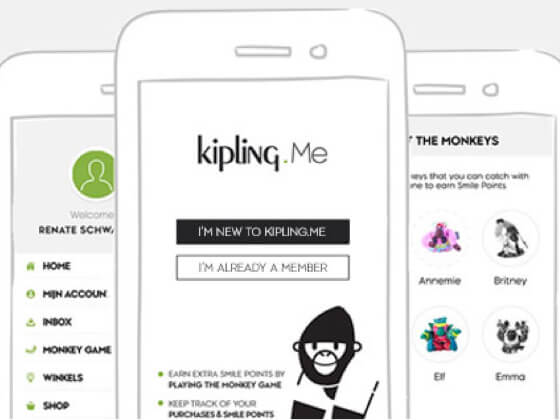 Welcome
RENATE SCHWA
HOME
MIJN ACCOUN
INBOX
MONKEY GAME
WINKELS
SHOP
kipling.Me
I'M NEW TO KIPLING.ME
I'M ALREADY A MEMBER
EARN EXTRA SMILE POINTS BY
PLAYING THE MONKEY GAME
KEEP TRACK OF YOUR
PURCHASES & SMILE POINTS
THE MONKEYS
keys that you can catch with
to earn Smile Points
Annemie
Britney
Elf
Emma